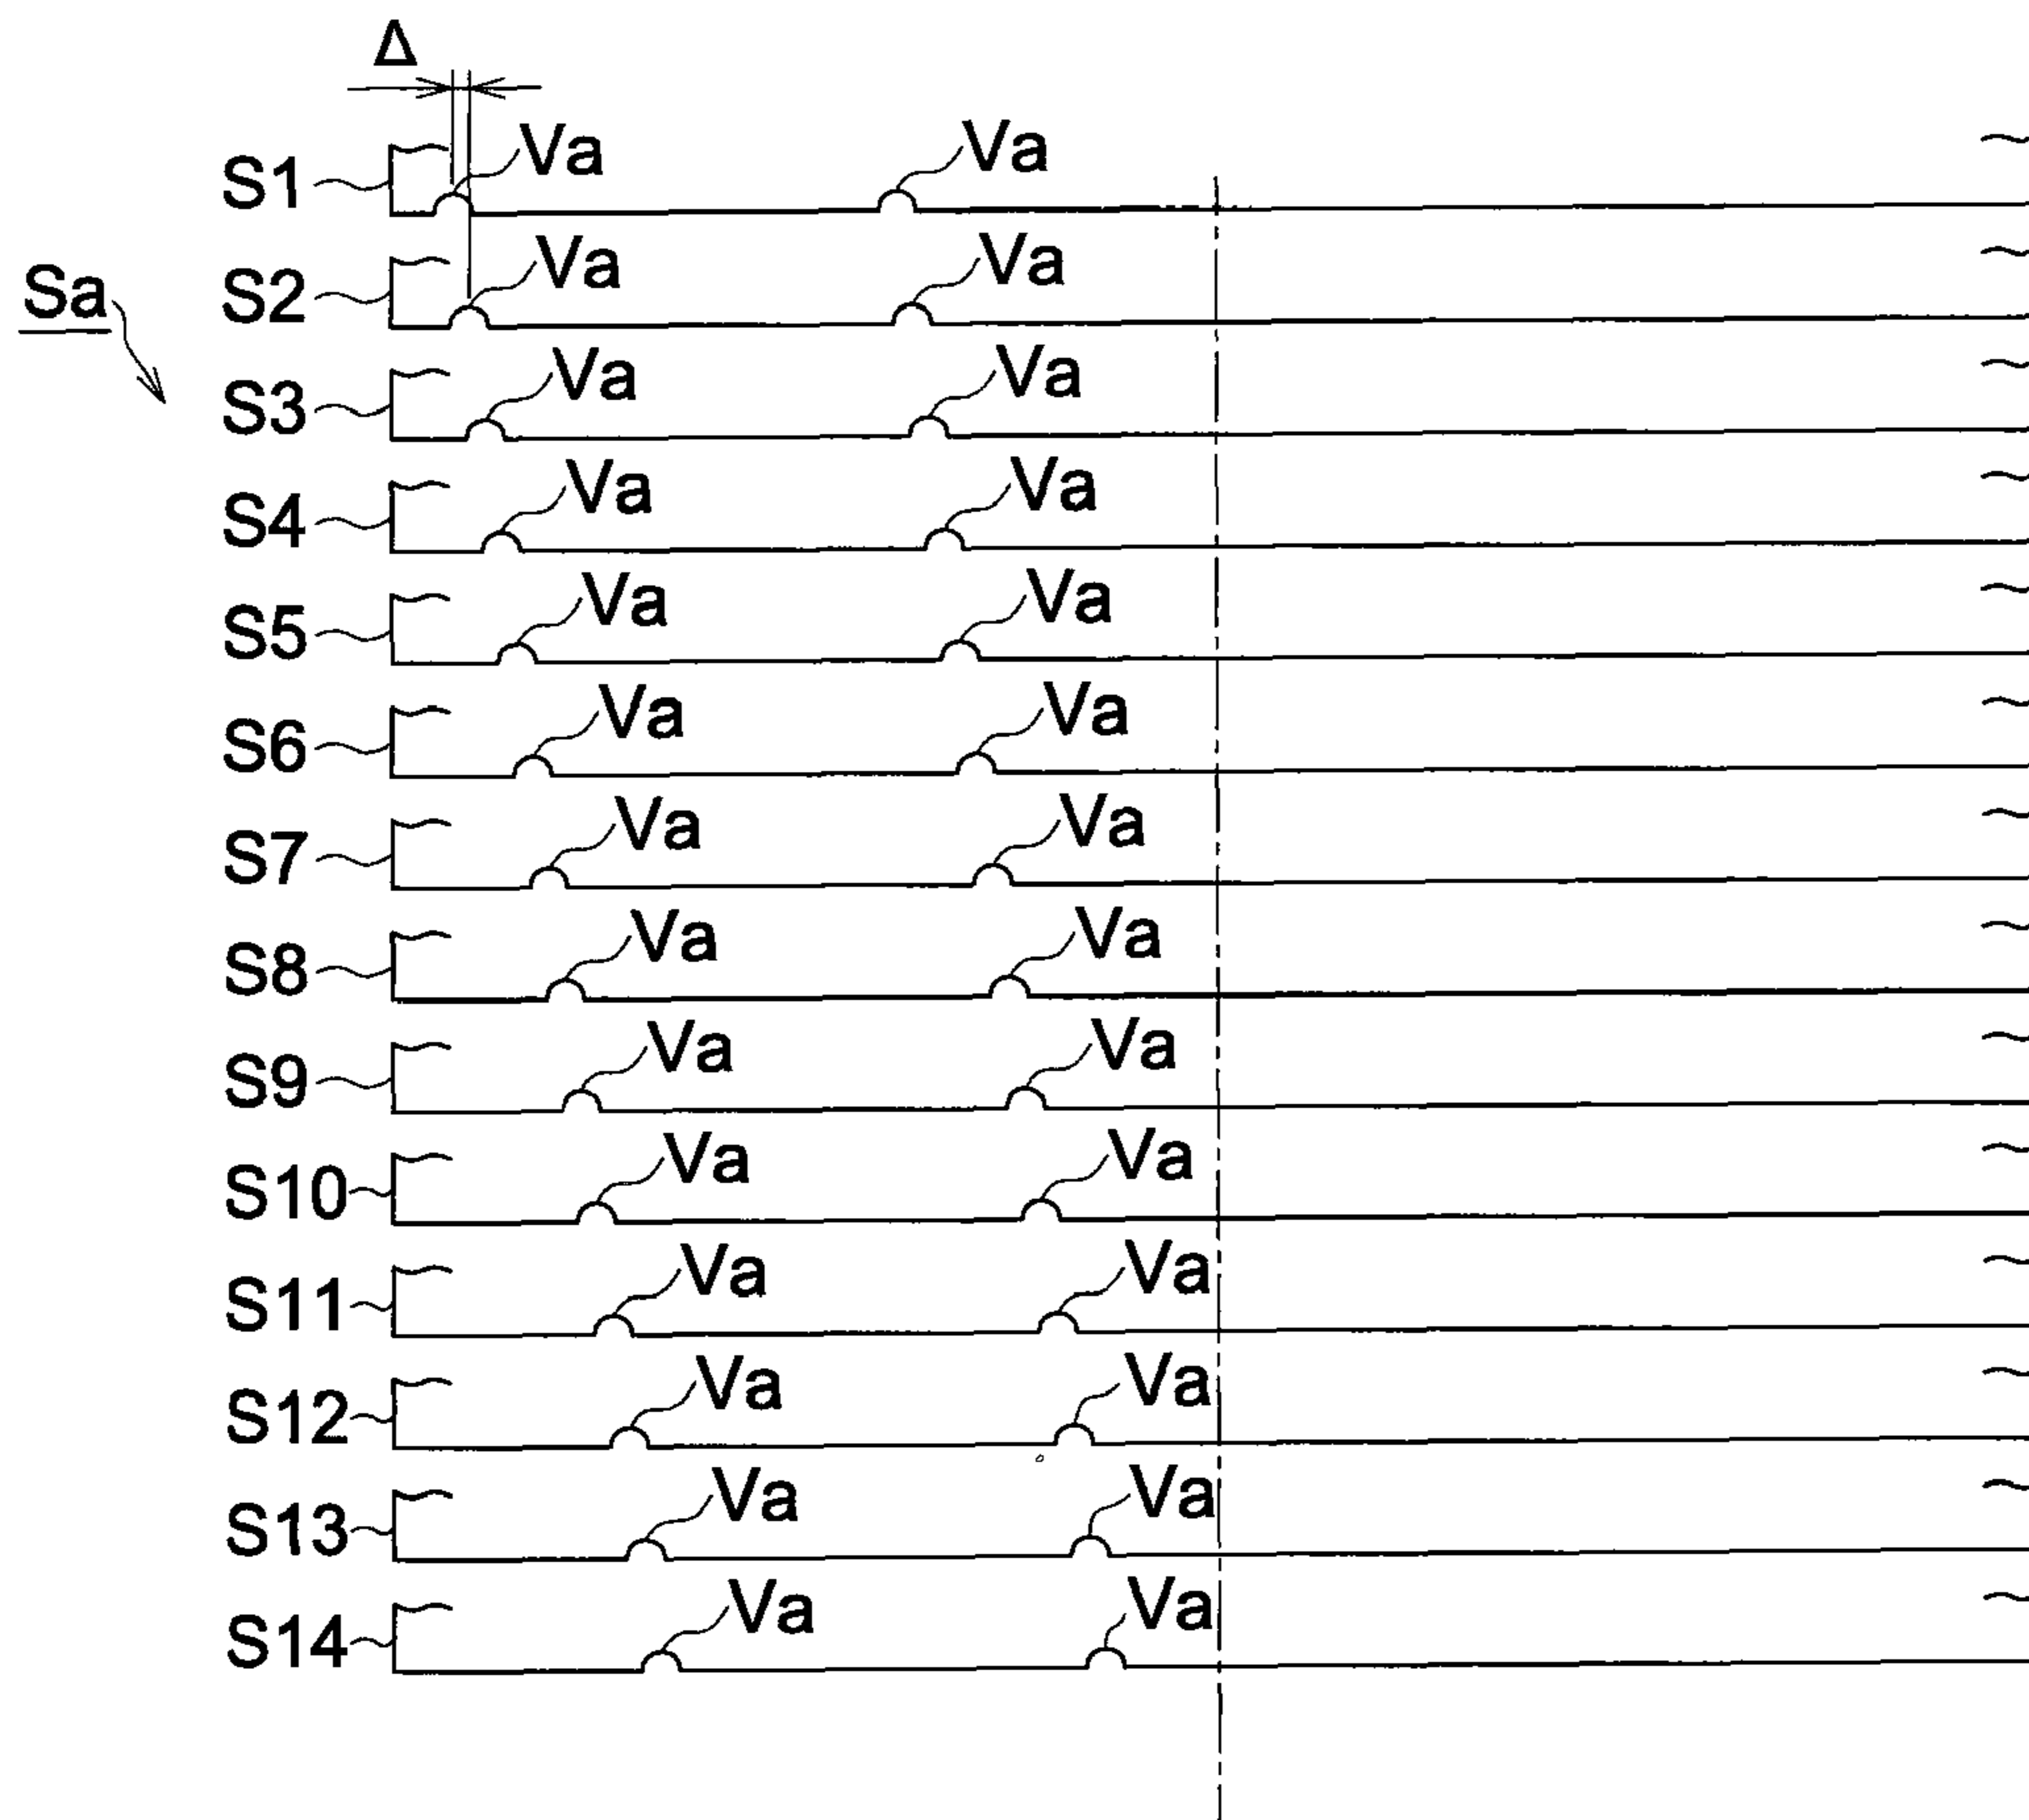 Δ
S1 Va Va
S2 Va Va
Sa
S3 Va Va
S4 Va Va
S5 Va Va
S6 Va Va
S7 Va Va
S8 Va Va
S9 Va Va
S10 Va Va
S11 Va Va
S12 Va Va
S13 Va Va
S14 Va Va